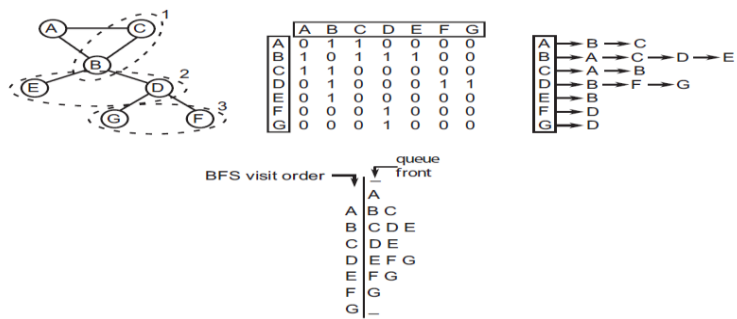 1
A C
B
2
E D
3
G F
A B C D E F G
A 0 1 1 0 0 0 0
B 1 0 1 1 1 0 0
C 1 1 0 0 0 0 0
D 0 1 0 0 0 1 1
E 0 1 0 0 0 0 0
F 0 0 0 1 0 0 0
G 0 0 0 1 0 0 0
A B C
B A C D E
C A B
D B F G
E B
F D
G D
queue
BFS visit order front
_
A
A B C
B C D E
C D E
D E F G
E F G
F G
G _